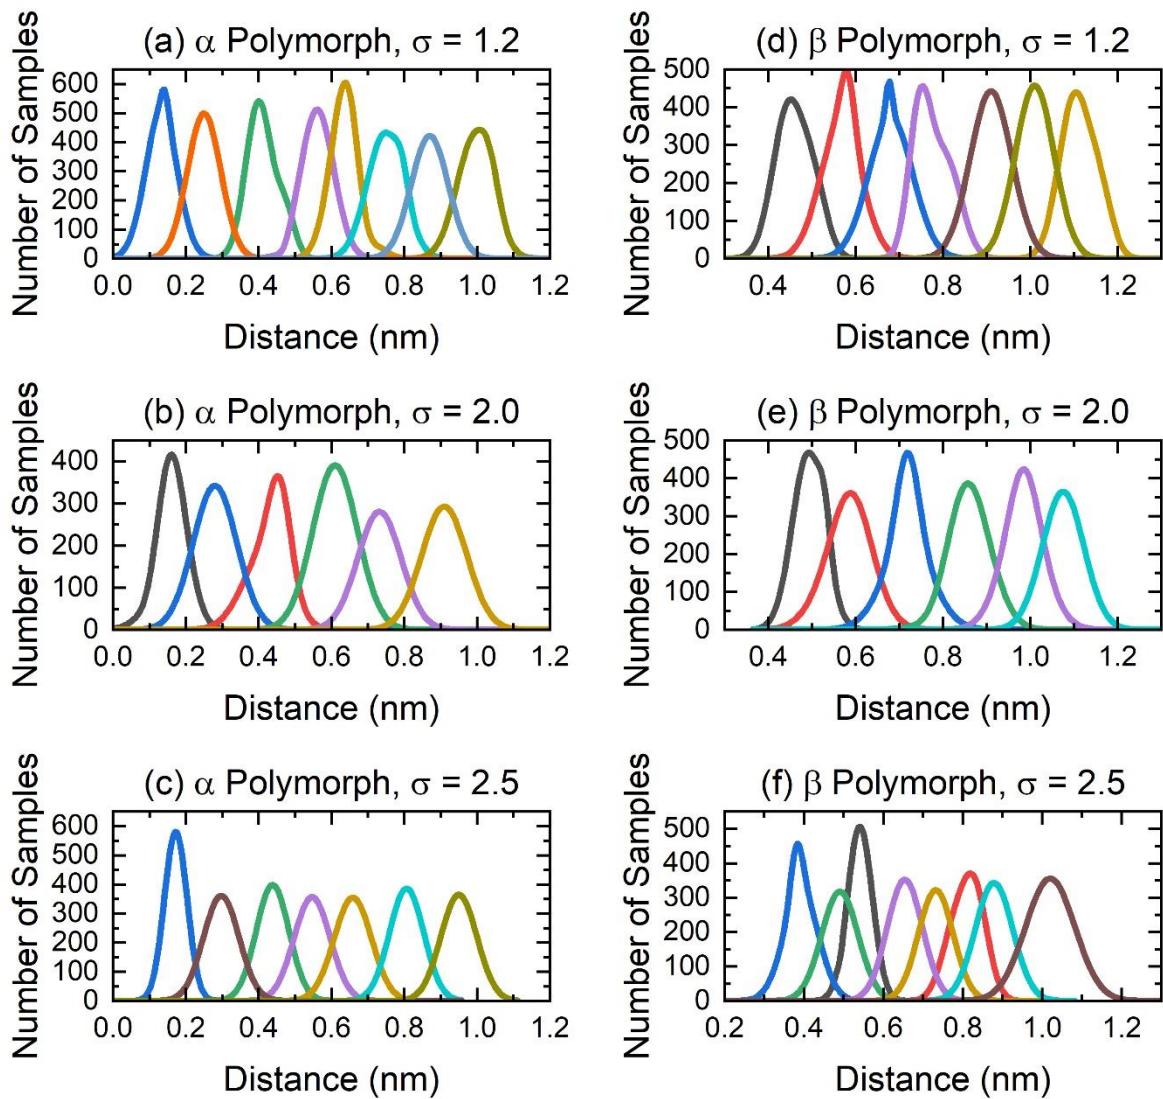 (a) α Polymorph, σ = 1.2
Number of Samples
600
500
400
300
200
100
0
0.0 0.2 0.4 0.6 0.8 1.0 1.2
Distance (nm)
(d) β Polymorph, σ = 1.2
Number of Samples
500
400
300
200
100
0
0.4 0.6 0.8 1.0 1.2
Distance (nm)
(b) α Polymorph, σ = 2.0
Number of Samples
400
300
200
100
0
0.0 0.2 0.4 0.6 0.8 1.0 1.2
Distance (nm)
(e) β Polymorph, σ = 2.0
Number of Samples
500
400
300
200
100
0
0.4 0.6 0.8 1.0 1.2
Distance (nm)
(c) α Polymorph, σ = 2.5
Number of Samples
600
500
400
300
200
100
0
0.0 0.2 0.4 0.6 0.8 1.0 1.2
Distance (nm)
(f) β Polymorph, σ = 2.5
Number of Samples
500
400
300
200
100
0
0.2 0.4 0.6 0.8 1.0 1.2
Distance (nm)